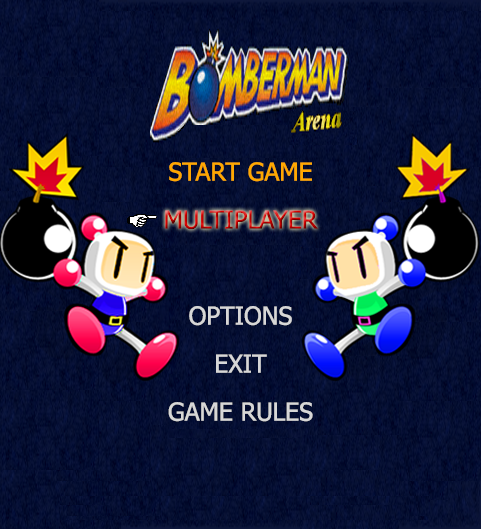 BOMBERMAN
Arena
START GAME
MULTIPLAYER
OPTIONS
EXIT
GAME RULES